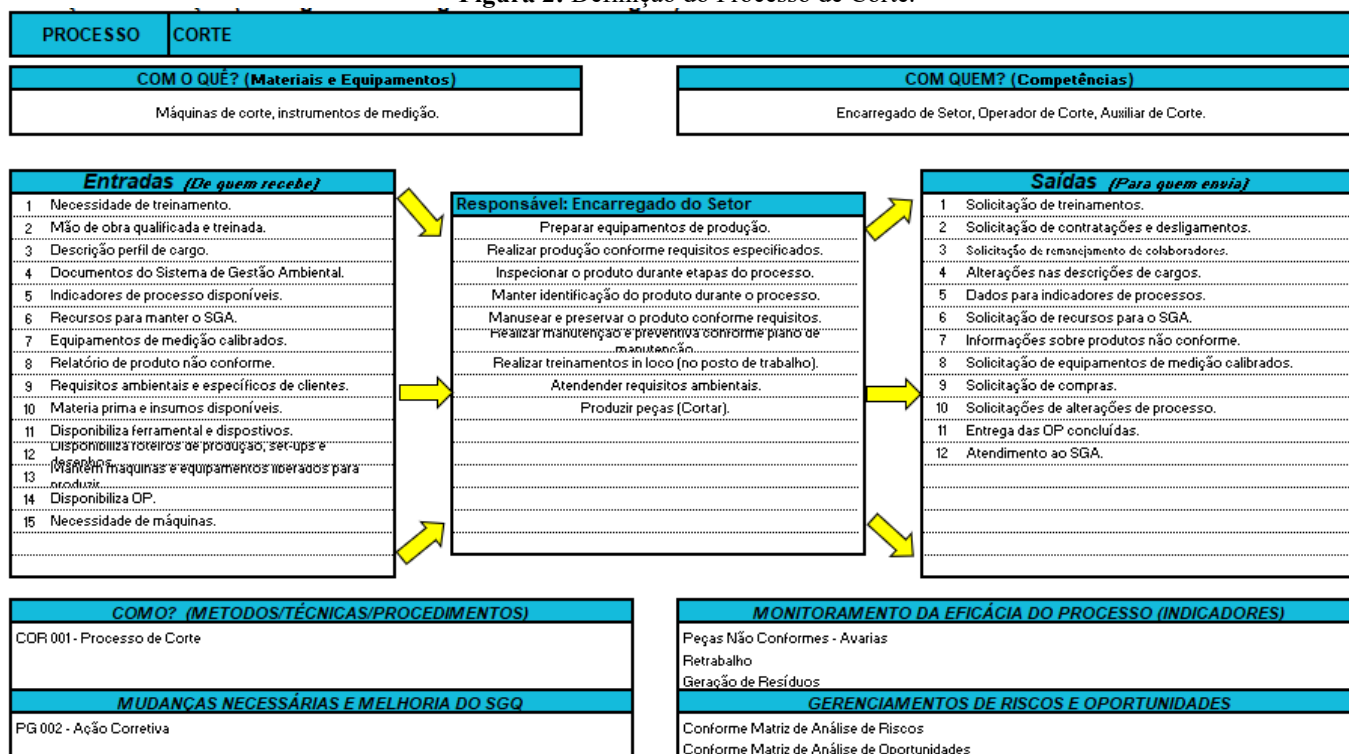 Figura 2: Definição do Processo de Corte.
PROCESSO CORTE
COM O QUÊ? (Materiais e Equipamentos)
Máquinas de corte, instrumentos de medição.
COM QUEM? (Competências)
Encarregado de Setor, Operador de Corte, Auxiliar de Corte.
Entradas (De quem recebe)
1 Necessidade de treinamento.
2 Mão de obra qualificada e treinada.
3 Descrição perfil de cargo.
4 Documentos do Sistema de Gestão Ambiental.
5 Indicadores de processo disponíveis.
6 Recursos para manter o SGA.
7 Equipamentos de medição calibrados.
8 Relatório de produto não conforme.
9 Requisitos ambientais e específicos de clientes.
10 Materia prima e insumos disponíveis.
11 Disponibiliza ferramental e dispostivos.
12 Disponibiliza roteiros de produção, set-ups e
desenhos.
13 Mantém máquinas e equipamentos liberados para
produzir.
14 Disponibiliza OP.
15 Necessidade de máquinas.
Responsável: Encarregado do Setor
Preparar equipamentos de produção.
Realizar produção conforme requisitos especificados.
Inspecionar o produto durante etapas do processo.
Manter identificação do produto durante o processo.
Manusear e preservar o produto conforme requisitos.
Realizar manutenção e preventiva conforme plano de
manutenção.
Realizar treinamentos in loco (no posto de trabalho).
Atendender requisitos ambientais.
Produzir peças (Cortar).
Saídas (Para quem envia)
1 Solicitação de treinamentos.
2 Solicitação de contratações e desligamentos.
3 Solicitação de remanejamento de colaboradores.
4 Alterações nas descrições de cargos.
5 Dados para indicadores de processos.
6 Solicitação de recursos para o SGA.
7 Informações sobre produtos não conforme.
8 Solicitação de equipamentos de medição calibrados.
9 Solicitação de compras.
10 Solicitações de alterações de processo.
11 Entrega das OP concluídas.
12 Atendimento ao SGA.
COMO? (METODOS/TÉCNICAS/PROCEDIMENTOS)
COR 001 - Processo de Corte
MUDANÇAS NECESSÁRIAS E MELHORIA DO SGQ
PG 002 - Ação Corretiva
MONITORAMENTO DA EFICÁCIA DO PROCESSO (INDICADORES)
Peças Não Conformes - Avarias
Retrabalho
Geração de Resíduos
GERENCIAMENTOS DE RISCOS E OPORTUNIDADES
Conforme Matriz de Análise de Riscos
Conforme Matriz de Análise de Oportunidades